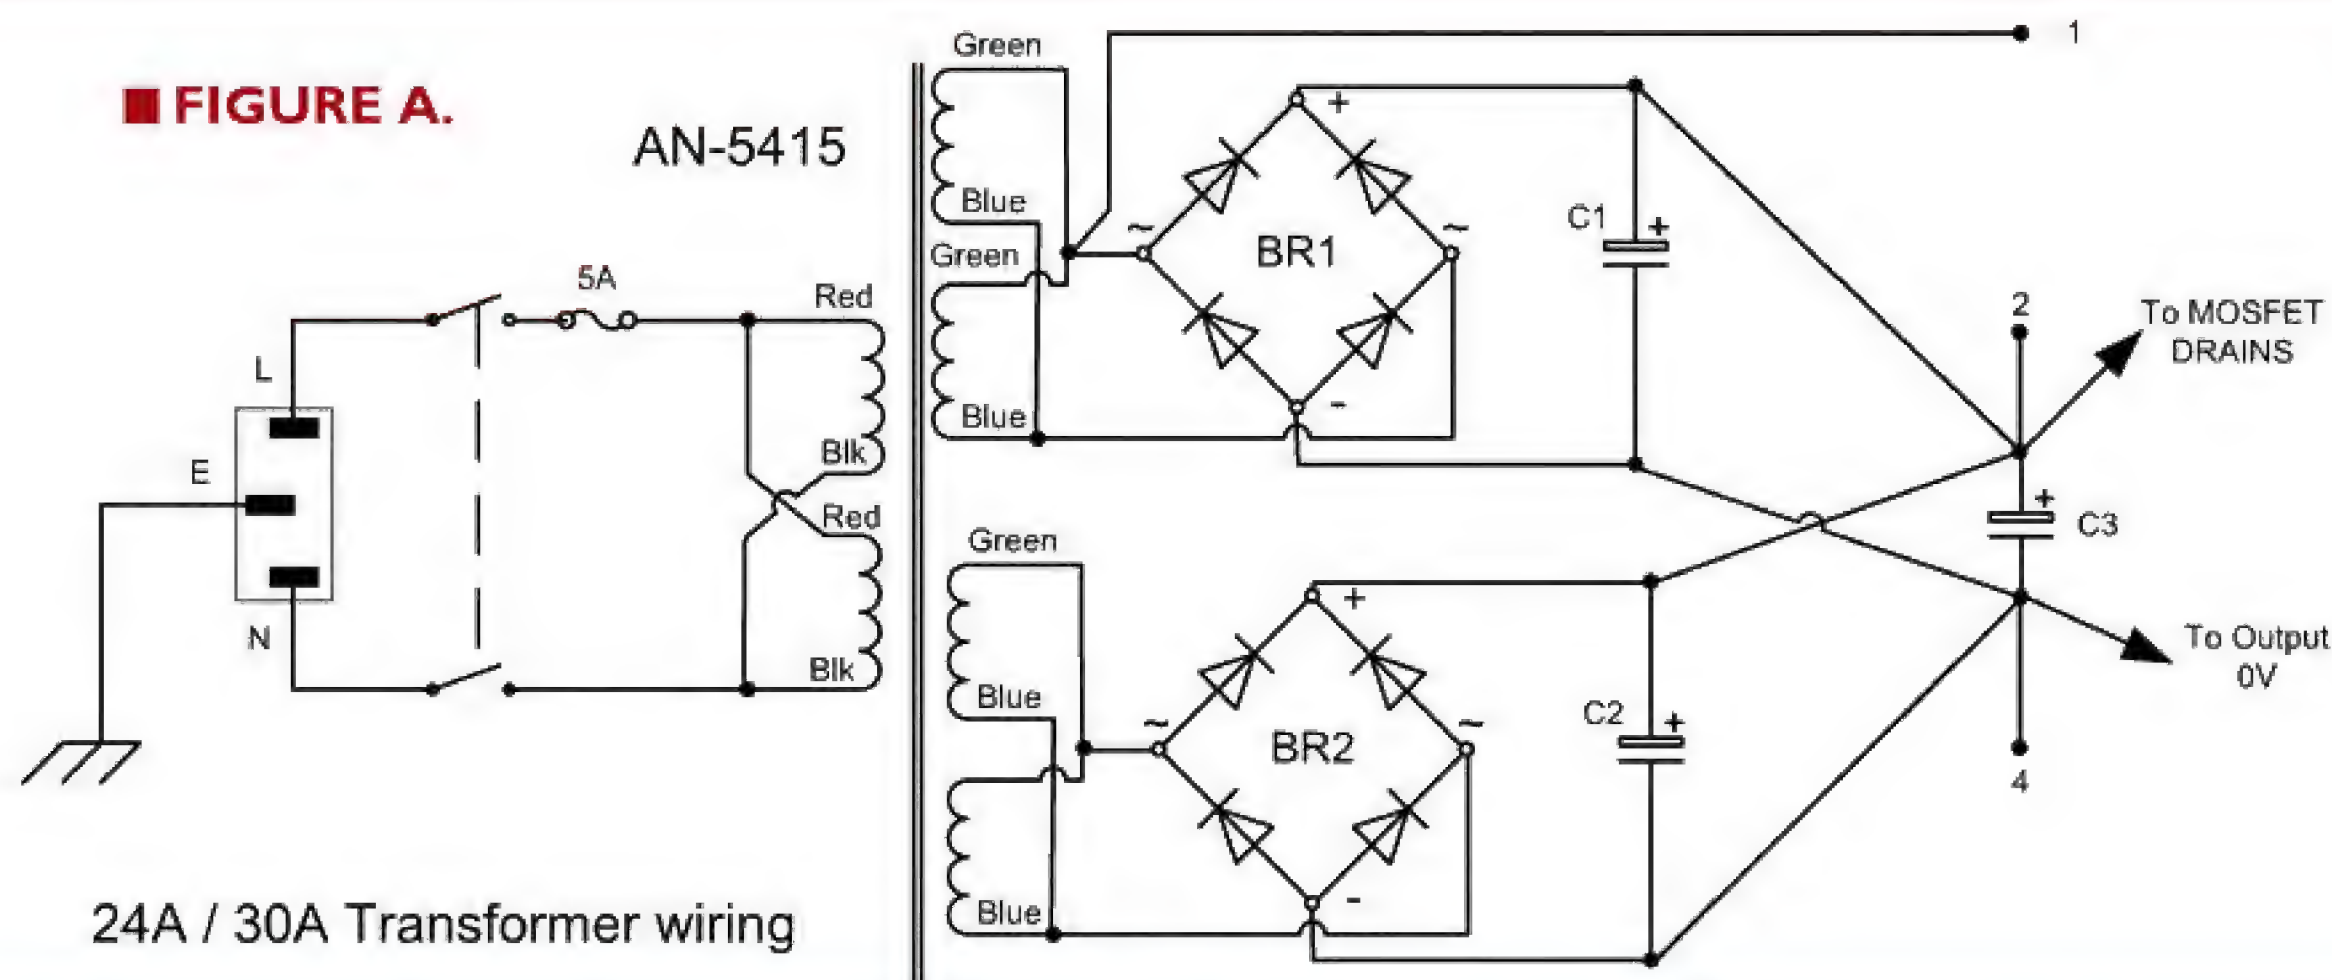 FIGURE A.
AN-5415
Green
1
Blue
Green
Blue
~
+
~
BR1
-
C1
+
5A
Red
L
Blk
E
Red
N
Blk
2
To MOSFET
DRAINS
+
C3
To Output
0V
4
Green
Blue
Blue
~
+
~
BR2
-
C2
+
24A / 30A Transformer wiring